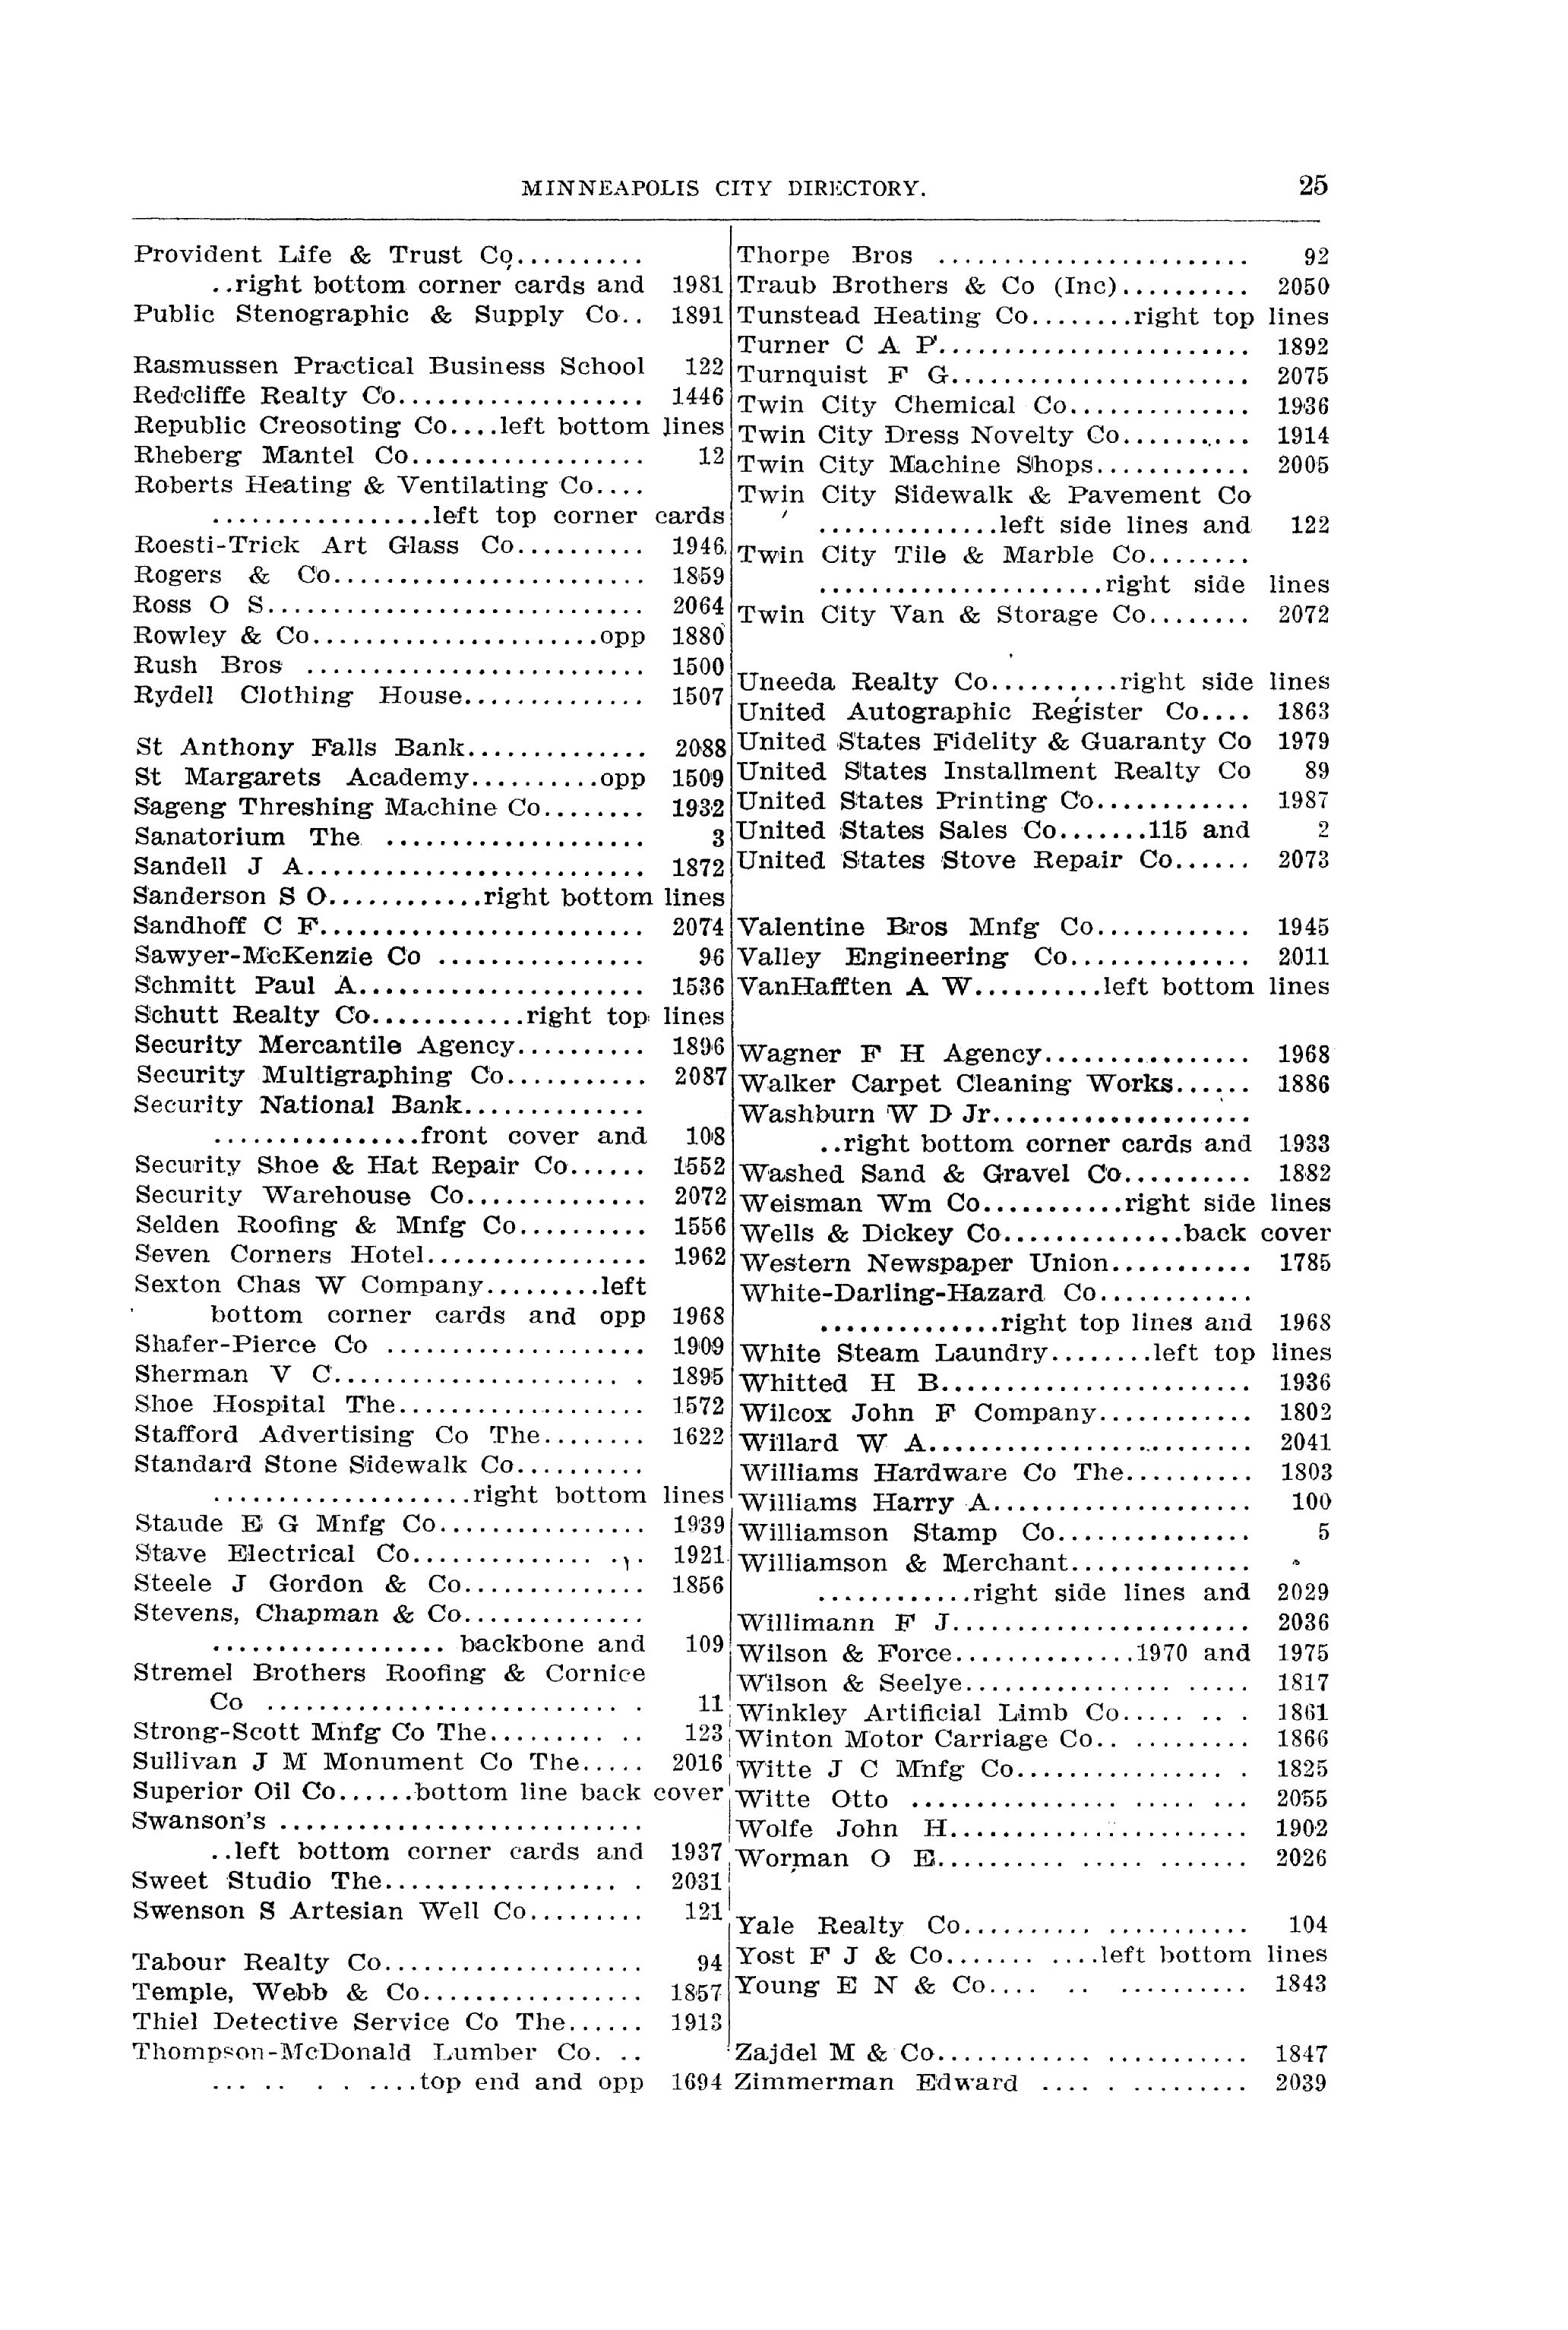 MINNEAPOLIS CITY DIRECTORY. 25
Provident Life & Trust Co..........
..right bottom corner cards and 1981
Public Stenographic & Supply Co.. 1891
Rasmussen Practical Business School 122
Redcliffe Realty Co................... 1446
Republic Creosoting Co....left bottom lines
Rheberg Mantel Co.................. 12
Roberts Heating & Ventilating Co....
.................left top corner cards
Roesti-Trick Art Glass Co.......... 1946
Rogers & Co........................ 1859
Ross O S............................. 2064
Rowley & Co......................opp 1880
Rush Bros .......................... 1500
Rydell Clothing House.............. 1507
St Anthony Falls Bank.............. 2088
St Margarets Academy..........opp 1509
Sageng Threshing Machine Co........ 1932
Sanatorium The .................... 3
Sandell J A.......................... 1872
Sanderson S O............right bottom lines
Sandhoff C F......................... 2074
Sawyer-McKenzie Co ................ 96
Schmitt Paul A...................... 1536
Schutt Realty Co............right top lines
Security Mercantile Agency.......... 1896
Security Multigraphing Co........... 2087
Security National Bank..............
................front cover and 108
Security Shoe & Hat Repair Co...... 1552
Security Warehouse Co.............. 2072
Selden Roofing & Mnfg Co.......... 1556
Seven Corners Hotel................. 1962
Sexton Chas W Company.........left
bottom corner cards and opp 1968
Shafer-Pierce Co .................... 1909
Sherman V C....................... . 1895
Shoe Hospital The................... 1572
Stafford Advertising Co The........ 1622
Standard Stone Sidewalk Co..........
....................right bottom lines
Staude E G Mnfg Co................ 1939
Stave Electrical Co.............. ... 1921
Steele J Gordon & Co.............. 1856
Stevens, Chapman & Co..............
.................. backbone and 109
Stremel Brothers Roofing & Cornice
Co ............................ . 11
Strong-Scott Mnfg Co The.......... .. 123
Sullivan J M Monument Co The..... 2016
Superior Oil Co......bottom line back cover
Swanson's ............................
..left bottom corner cards and 1937
Sweet Studio The.................. . 2031
Swenson S Artesian Well Co......... 121
Tabour Realty Co.................... 94
Temple, Webb & Co................. 1857
Thiel Detective Service Co The...... 1913
Thompson-McDonald Lumber Co. ..
... .. . . ....top end and opp 1694
Thorpe Bros ........................ 92
Traub Brothers & Co (Inc).......... 2050
Tunstead Heating Co........right top lines
Turner C A P........................ 1892
Turnquist F G....................... 2075
Twin City Chemical Co.............. 1936
Twin City Dress Novelty Co.......... 1914
Twin City Machine Shops............ 2005
Twin City Sidewalk & Pavement Co
..............left side lines and 122
Twin City Tile & Marble Co........
......................right side lines
Twin City Van & Storage Co........ 2072
Uneeda Realty Co..........right side lines
United Autographic Register Co.... 1863
United States Fidelity & Guaranty Co 1979
United States Installment Realty Co 89
United States Printing Co............ 1987
United States Sales Co.......115 and 2
United States Stove Repair Co...... 2073
Valentine Bros Mnfg Co............ 1945
Valley Engineering Co.............. 2011
VanHafften A W..........left bottom lines
Wagner F H Agency................ 1968
Walker Carpet Cleaning Works...... 1886
Washburn W D Jr....................
..right bottom corner cards and 1933
Washed Sand & Gravel Co.......... 1882
Weisman Wm Co...........right side lines
Wells & Dickey Co..............back cover
Western Newspaper Union........... 1785
White-Darling-Hazard Co............
..............right top lines and 1968
White Steam Laundry........left top lines
Whitted H B........................ 1936
Wilcox John F Company............ 1802
Willard W A......................... 2041
Williams Hardware Co The.......... 1803
Williams Harry A.................... 100
Williamson Stamp Co............... 5
Williamson & Merchant..............
............right side lines and 2029
Willimann F J....................... 2036
Wilson & Force..............1970 and 1975
Wilson & Seelye................ ..... 1817
Winkley Artificial Limb Co..... .. . 1861
Winton Motor Carriage Co.. ......... 1866
Witte J C Mnfg Co................ . 1825
Witte Otto ................ ..... ... 2055
Wolfe John H....................... 1902
Worman O E.......... ..... ....... 2026
Yale Realty Co.......... ........... 104
Yost F J & Co....... ....left bottom lines
Young E N & Co.... .. .......... 1843
Zajdel M & Co............ ........... 1847
Zimmerman Edward .... . ......... 2039